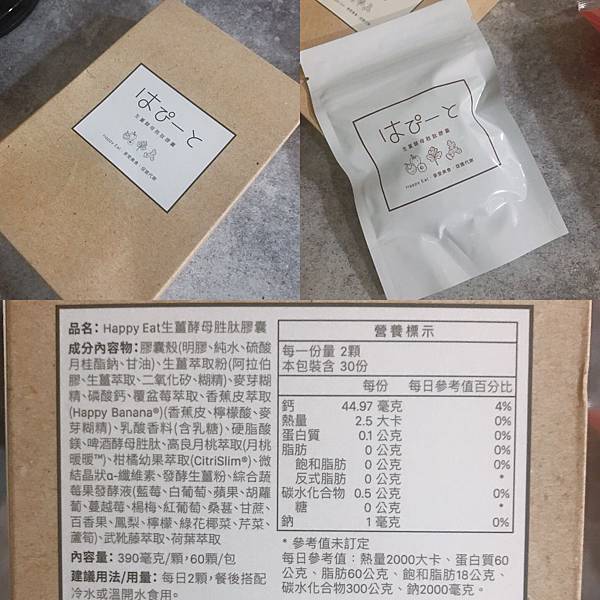 はぴーと
生薑酵母胜肽膠囊
Happy Eat．享受美食．促進代謝
はぴーと
生薑酵母胜肽膠囊
Happy Eat．享受美食．促進代謝
品名：Happy Eat生薑酵母胜肽膠囊
成分內容物：膠囊殼(明膠、純水、硫酸
月桂酯鈉、甘油)、生薑萃取粉(阿拉伯
膠、生薑萃取、二氧化矽、糊精)、麥芽糊
精、磷酸鈣、覆盆莓萃取、香蕉皮萃取
(Happy Banana®)(香蕉皮、檸檬酸、麥
芽糊精)、乳酸香料(含乳糖)、硬脂酸
鎂、啤酒酵母胜肽、高良月桃萃取(月桃
暖暖™)、柑橘幼果萃取(CitriSlim®)、微
結晶狀α-纖維素、發酵生薑粉、綜合蔬
莓果發酵液(藍莓、白葡萄、蘋果、胡蘿
蔔、蔓越莓、楊梅、紅葡萄、桑葚、甘蔗、
百香果、鳳梨、檸檬、綠花椰菜、芹菜、
蘆筍)、武靴藤萃取、荷葉萃取
內容量：390毫克/顆，60顆/包
建議用法/用量：每日2顆，餐後搭配
冷水或溫開水食用。
營養標示
每一份量 2顆
本包裝含 30份
每份 每日參考值百分比
鈣 44.97 毫克 4%
熱量 2.5 大卡 0%
蛋白質 0.1 公克 0%
脂肪 0 公克 0%
飽和脂肪 0 公克 0%
反式脂肪 0 公克 *
碳水化合物 0.5 公克 0%
糖 0 公克 *
鈉 1 毫克 0%
* 參考值未訂定
每日參考值：熱量2000大卡、蛋白質60
公克、脂肪60公克、飽和脂肪18公克、
碳水化合物300公克、鈉2000毫克。